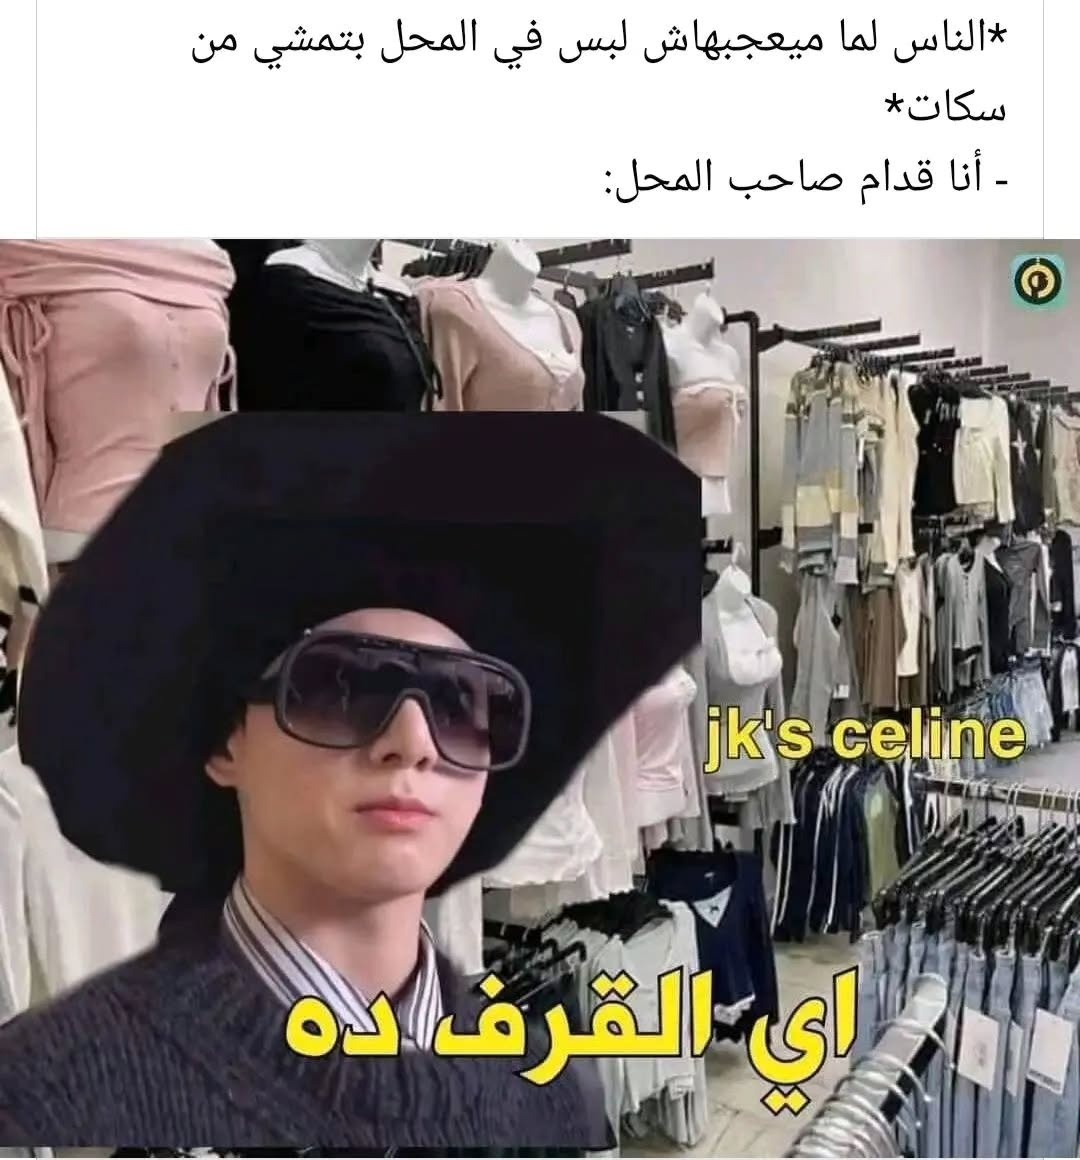 *الناس لما ميعجبهاش لبس في المحل بتمشي من
سكات*
- أنا قدام صاحب المحل:
jk's celine
اي القرف ده